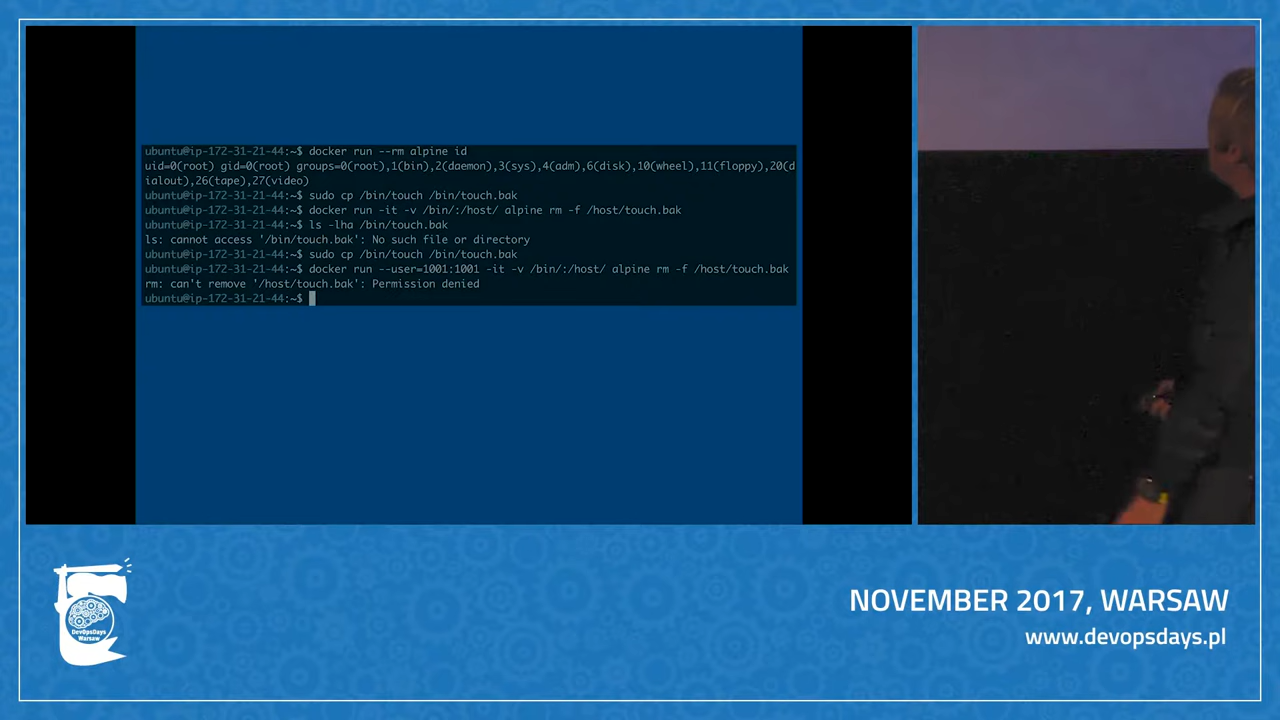 ubuntu@ip-172-31-21-44:~$ docker run --rm alpine id
uid=0(root) gid=0(root) groups=0(root),1(bin),2(daemon),3(sys),4(adm),6(disk),10(wheel),11(floppy),20(d
ialout),26(tape),27(video)
ubuntu@ip-172-31-21-44:~$ sudo cp /bin/touch /bin/touch.bak
ubuntu@ip-172-31-21-44:~$ docker run -it -v /bin/:/host/ alpine rm -f /host/touch.bak
ubuntu@ip-172-31-21-44:~$ ls -lha /bin/touch.bak
ls: cannot access '/bin/touch.bak': No such file or directory
ubuntu@ip-172-31-21-44:~$ sudo cp /bin/touch /bin/touch.bak
ubuntu@ip-172-31-21-44:~$ docker run --user=1001:1001 -it -v /bin/:/host/ alpine rm -f /host/touch.bak
rm: can't remove '/host/touch.bak': Permission denied
ubuntu@ip-172-31-21-44:~$
DevOpsDays
Warsaw
NOVEMBER 2017, WARSAW
www.devopsdays.pl